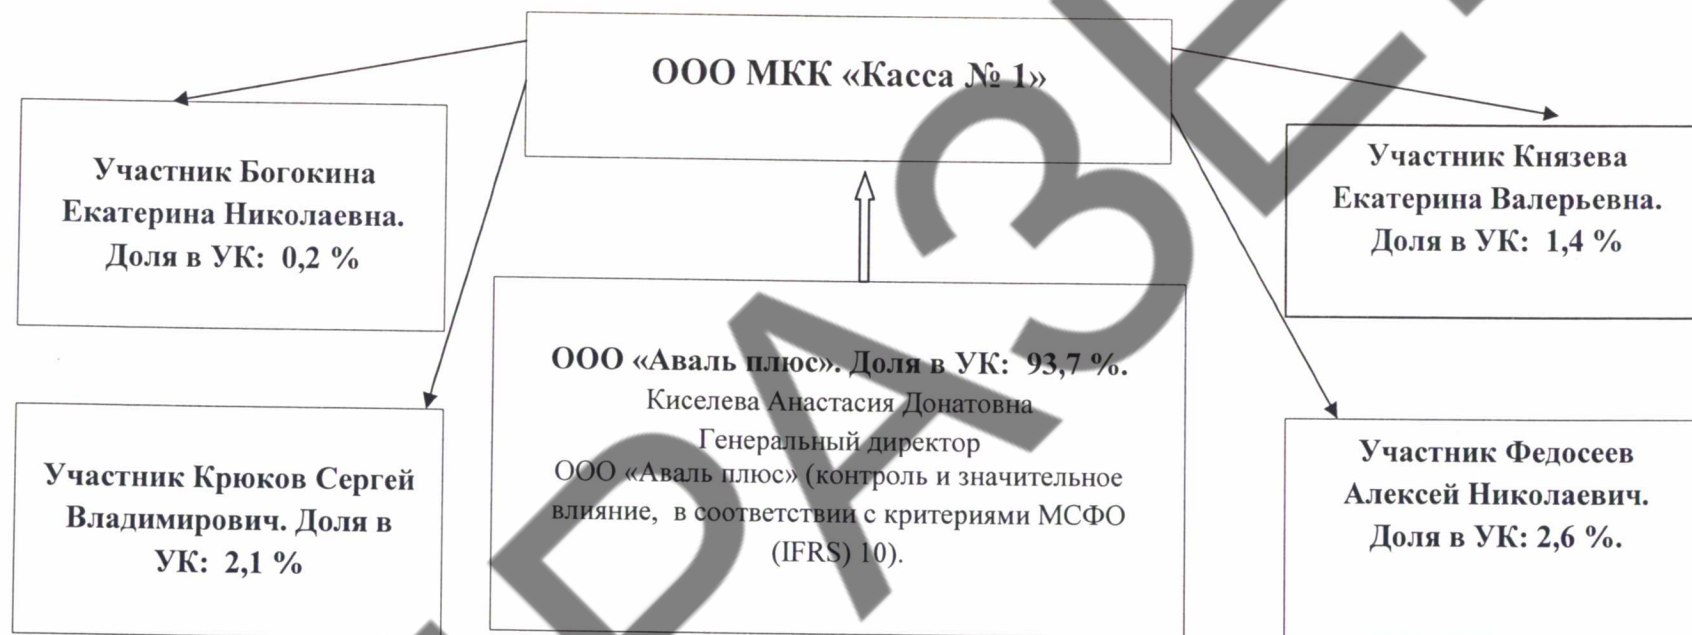 ООО МКК «Касса № 1»
Участник Богокина
Екатерина Николаевна.
Доля в УК: 0,2 %
Участник Князева
Екатерина Валерьевна.
Доля в УК: 1,4 %
ООО «Аваль плюс». Доля в УК: 93,7 %.
Киселева Анастасия Донатовна
Генеральный директор
ООО «Аваль плюс» (контроль и значительное
влияние, в соответствии с критериями МСФО
(IFRS) 10).
Участник Крюков Сергей
Владимирович. Доля в
УК: 2,1 %
Участник Федосеев
Алексей Николаевич.
Доля в УК: 2,6 %.